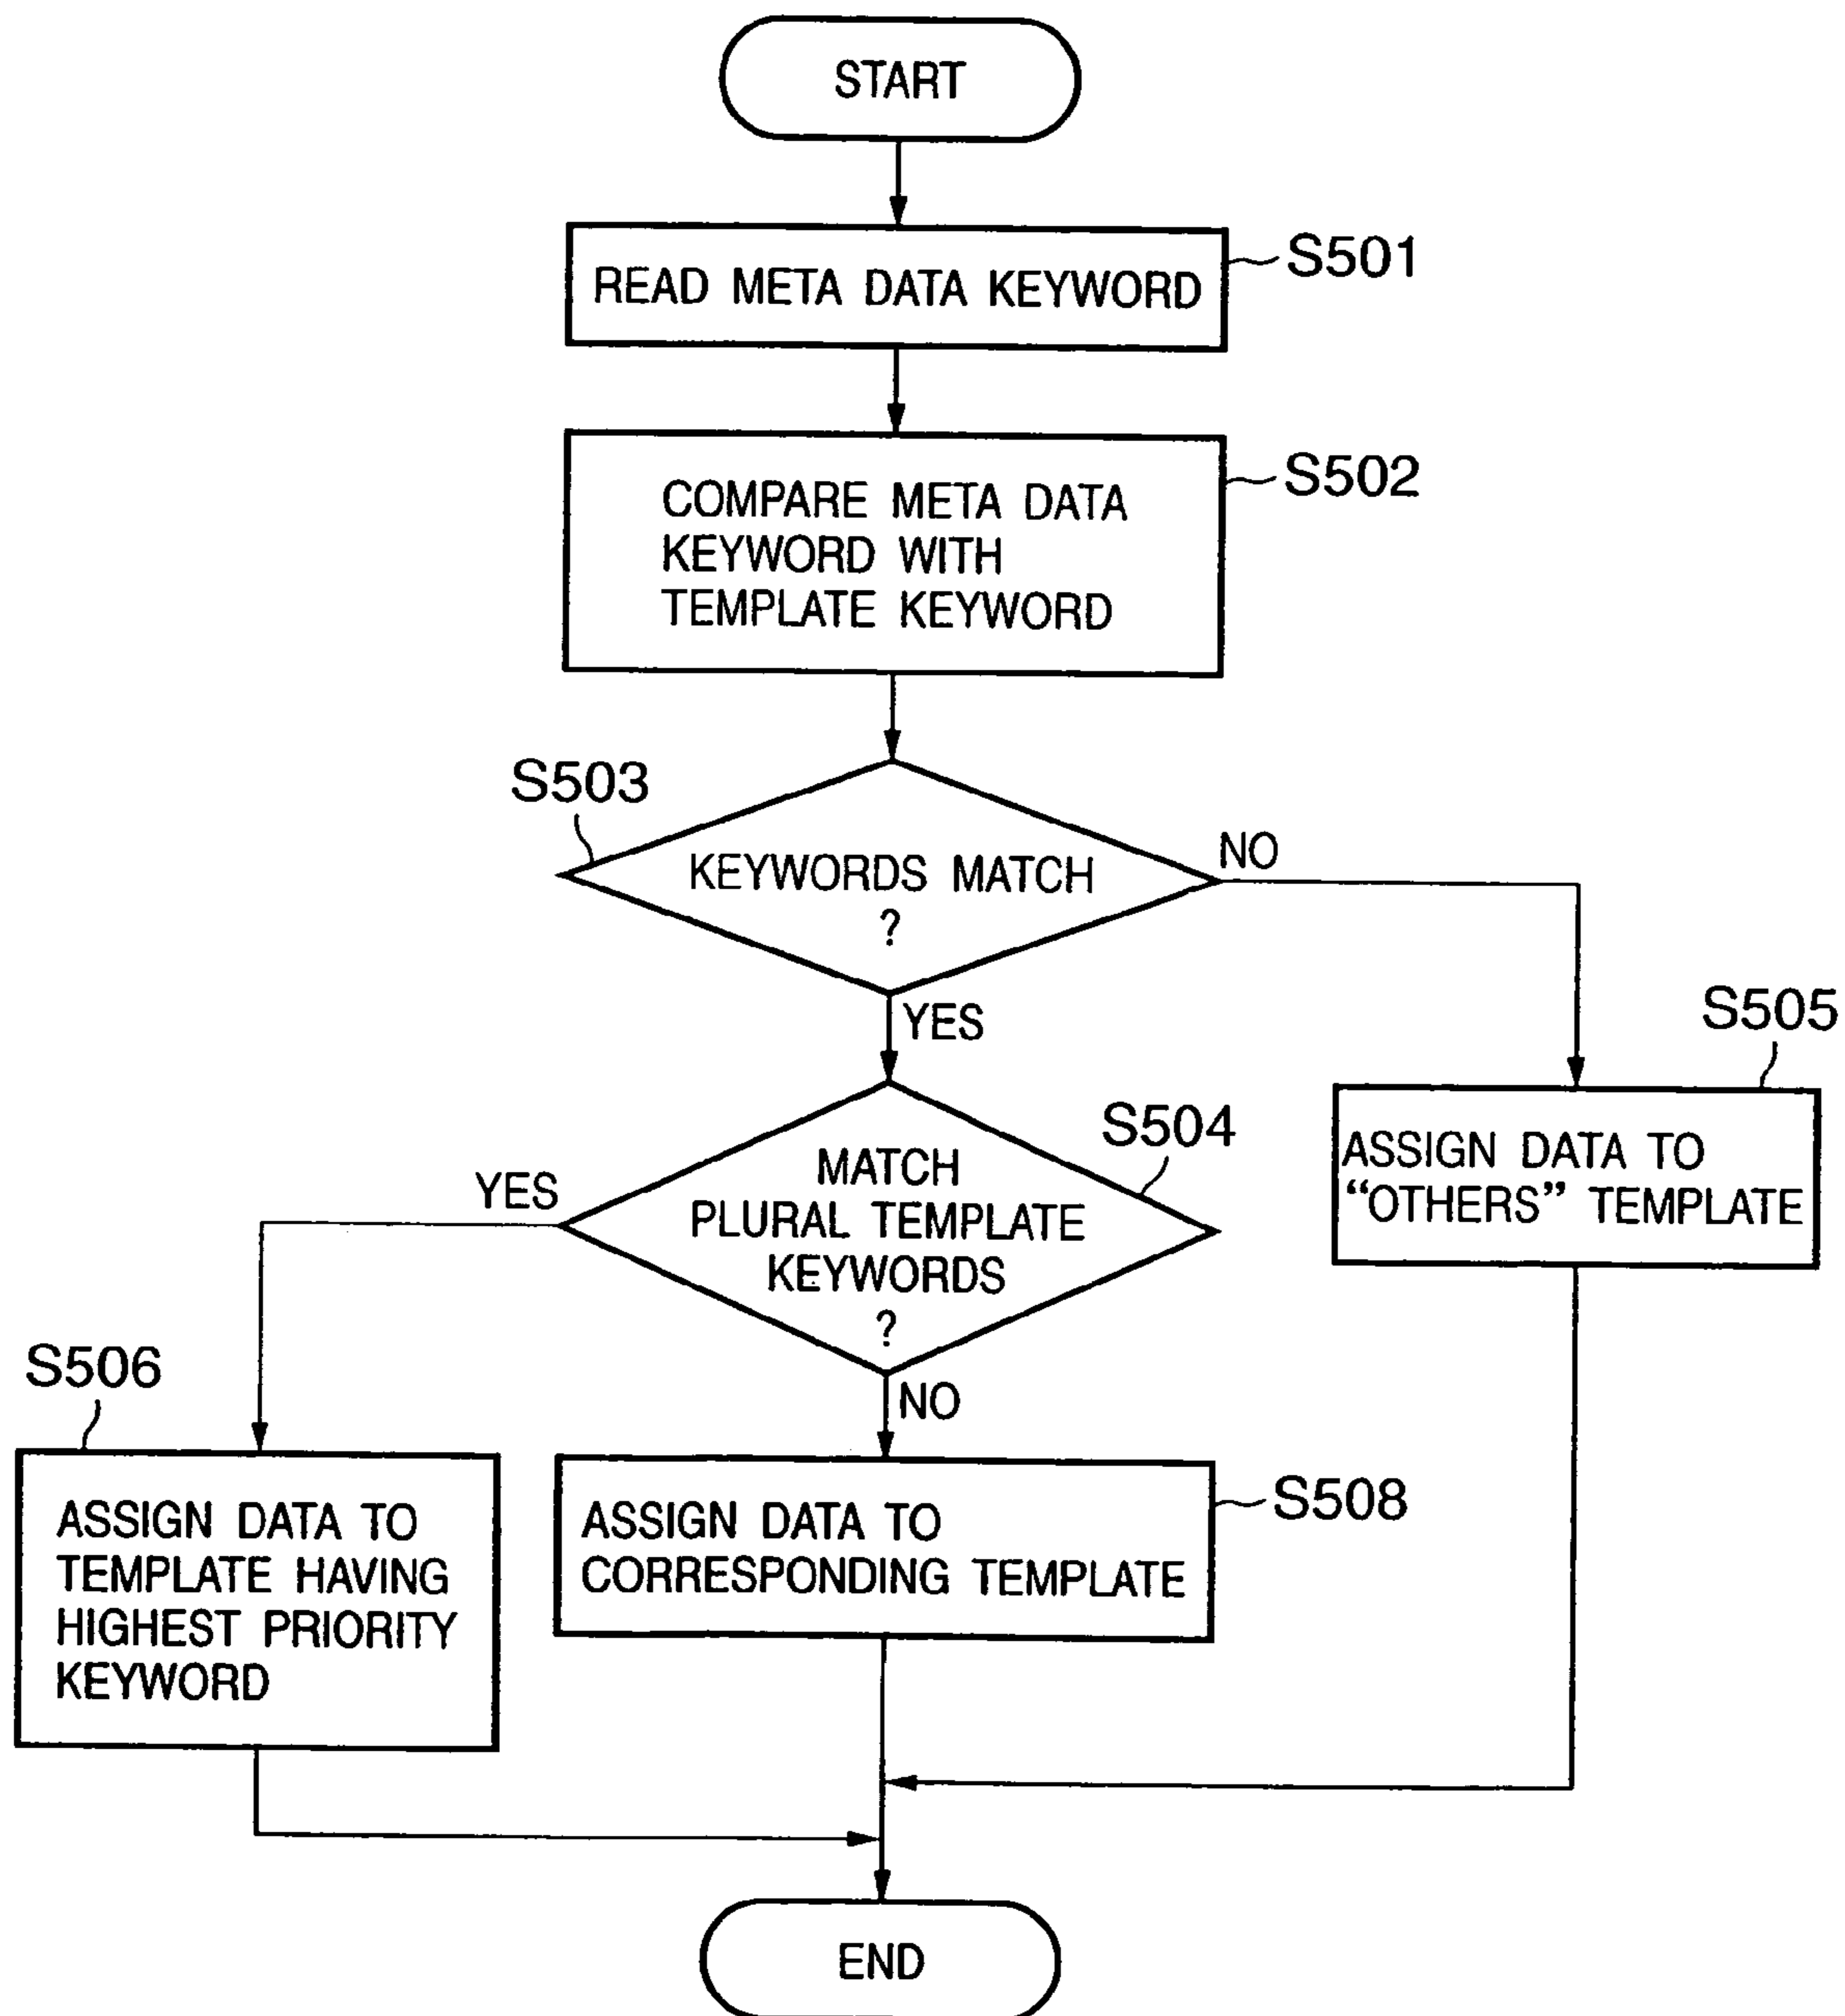 START
READ META DATA KEYWORD
S501
COMPARE META DATA
KEYWORD WITH
TEMPLATE KEYWORD
S502
S503
KEYWORDS MATCH
?
NO
YES
S505
ASSIGN DATA TO
“OTHERS” TEMPLATE
S504
MATCH
PLURAL TEMPLATE
KEYWORDS
?
YES
NO
S506
ASSIGN DATA TO
TEMPLATE HAVING
HIGHEST PRIORITY
KEYWORD
ASSIGN DATA TO
CORRESPONDING TEMPLATE
S508
END